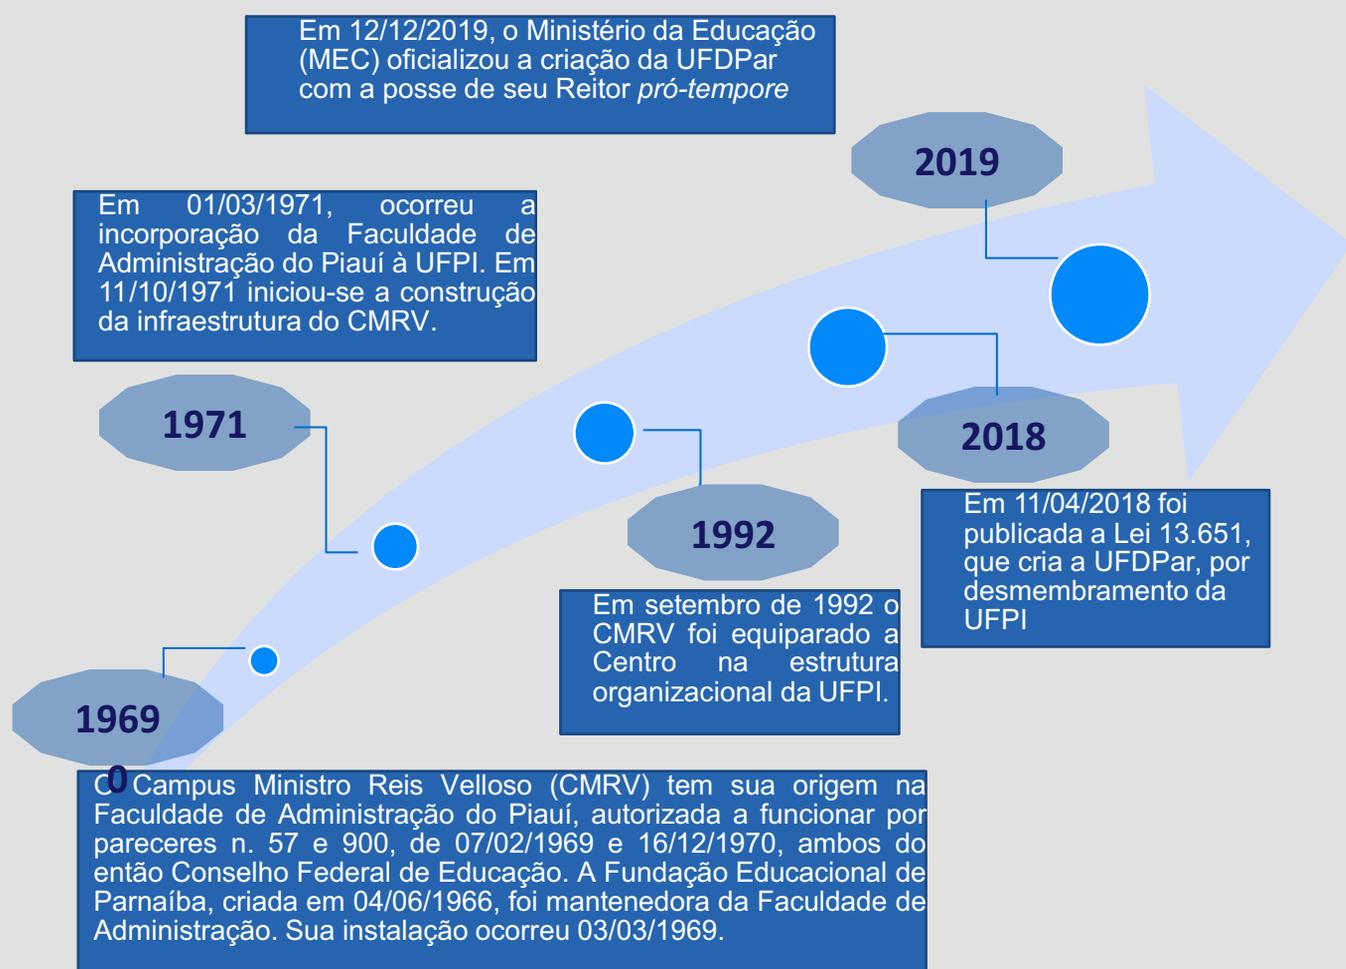 Em 12/12/2019, o Ministério da Educação
(MEC) oficializou a criação da UFDPar
com a posse de seu Reitor pró-tempore
2019
Em 01/03/1971, ocorreu a
incorporação da Faculdade de
Administração do Piauí à UFPI. Em
11/10/1971 iniciou-se a construção
da infraestrutura do CMRV.
1971
2018
Em 11/04/2018 foi
publicada a Lei 13.651,
que cria a UFDPar, por
desmembramento da
UFPI
1992
Em setembro de 1992 o
CMRV foi equiparado a
Centro na estrutura
organizacional da UFPI.
1969
0
O Campus Ministro Reis Velloso (CMRV) tem sua origem na
Faculdade de Administração do Piauí, autorizada a funcionar por
pareceres n. 57 e 900, de 07/02/1969 e 16/12/1970, ambos do
então Conselho Federal de Educação. A Fundação Educacional de
Parnaíba, criada em 04/06/1966, foi mantenedora da Faculdade de
Administração. Sua instalação ocorreu 03/03/1969.